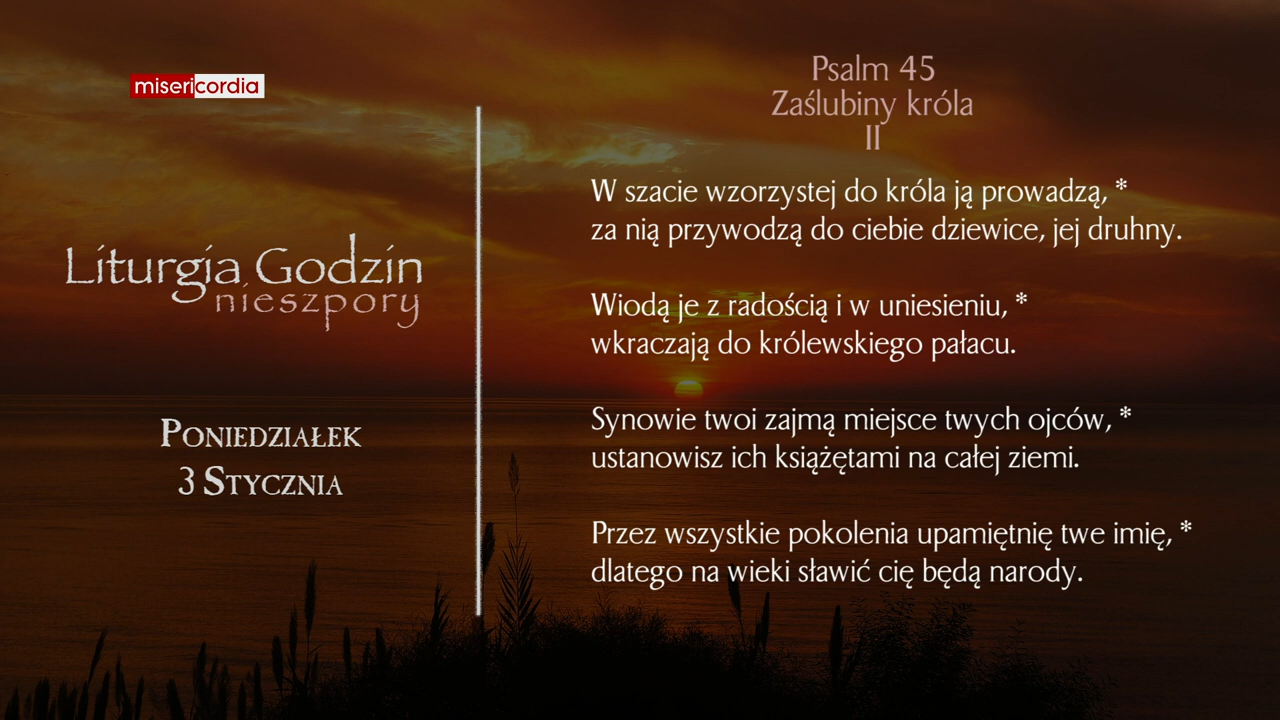 misericordia
Liturgia Godzin
nieszpory
Poniedziałek
3 Stycznia
Psalm 45
Zaślubiny króla
II
W szacie wzorzystej do króla ją prowadzą, *
za nią przywodzą do ciebie dziewice, jej druhny.
Wiodą je z radością i w uniesieniu, *
wkraczają do królewskiego pałacu.
Synowie twoi zajmą miejsce twych ojców, *
ustanowisz ich książętami na całej ziemi.
Przez wszystkie pokolenia upamiętnię twe imię, *
dlatego na wieki sławić cię będą narody.